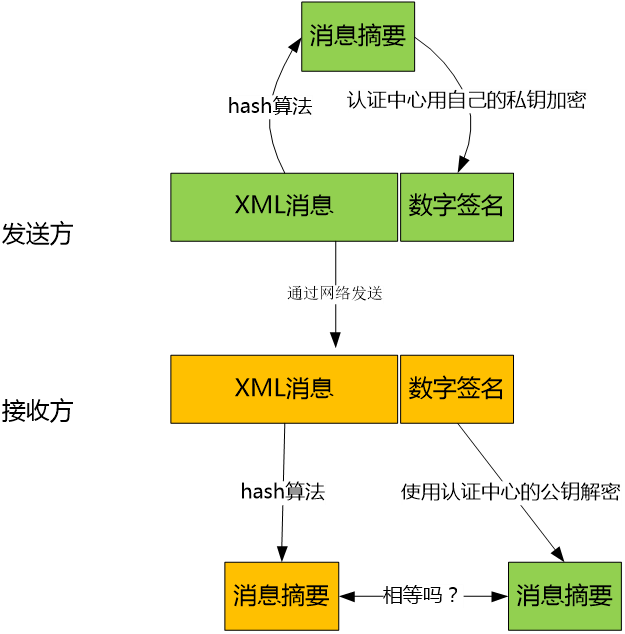 消息摘要
hash算法
认证中心用自己的私钥加密
XML消息
数字签名
发送方
通过网络发送
XML消息
数字签名
接收方
hash算法
使用认证中心的公钥解密
消息摘要
相等吗？
消息摘要